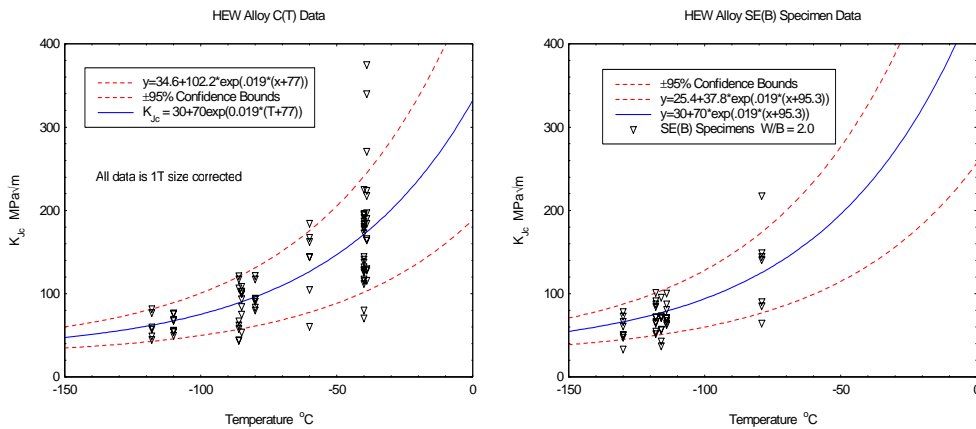 HEW Alloy C(T) Data
400
300
200
100
0
K_Jc MPa√m
y=34.6+102.2*exp(.019*(x+77))
±95% Confidence Bounds
K_Jc = 30+70exp(0.019*(T+77))
All data is 1T size corrected
-150
-100
-50
0
Temperature °C
HEW Alloy SE(B) Specimen Data
400
300
200
100
0
K_Jc MPa√m
±95% Confidence Bounds
y=25.4+37.8*exp(.019*(x+95.3))
y=30+70*exp(.019*(x+95.3))
SE(B) Specimens W/B = 2.0
-150
-100
-50
0
Temperature °C